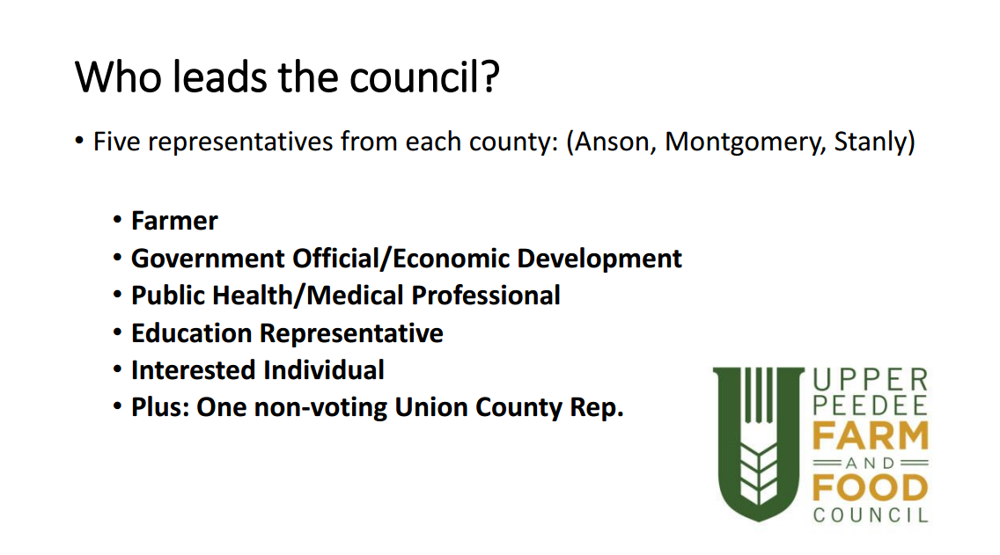 Who leads the council?
• Five representatives from each county: (Anson, Montgomery, Stanly)
• Farmer
• Government Official/Economic Development
• Public Health/Medical Professional
• Education Representative
• Interested Individual
• Plus: One non-voting Union County Rep.
UPPER
PEEDEE
FARM
AND
FOOD
COUNCIL